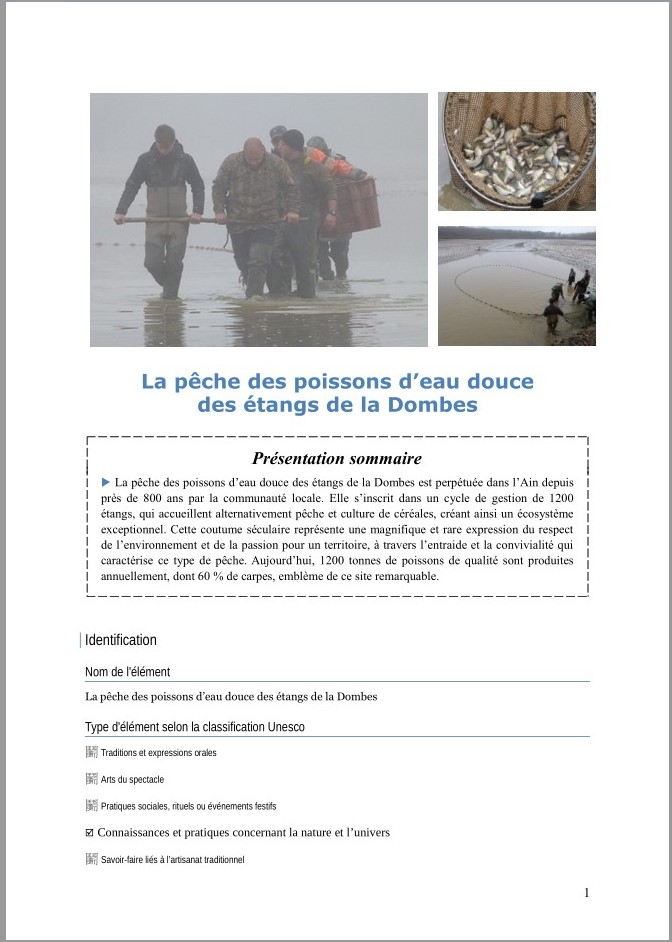 La pêche des poissons d’eau douce
des étangs de la Dombes
Présentation sommaire
▶ La pêche des poissons d’eau douce des étangs de la Dombes est perpétuée dans l’Ain depuis
près de 800 ans par la communauté locale. Elle s’inscrit dans un cycle de gestion de 1200
étangs, qui accueillent alternativement pêche et culture de céréales, créant ainsi un écosystème
exceptionnel. Cette coutume séculaire représente une magnifique et rare expression du respect
de l’environnement et de la passion pour un territoire, à travers l’entraide et la convivialité qui
caractérise ce type de pêche. Aujourd’hui, 1200 tonnes de poissons de qualité sont produites
annuellement, dont 60 % de carpes, emblème de ce site remarquable.
Identification
Nom de l'élément
La pêche des poissons d’eau douce des étangs de la Dombes
Type d'élément selon la classification Unesco
Traditions et expressions orales
Arts du spectacle
Pratiques sociales, rituels ou événements festifs
☑ Connaissances et pratiques concernant la nature et l’univers
Savoir-faire liés à l’artisanat traditionnel
1